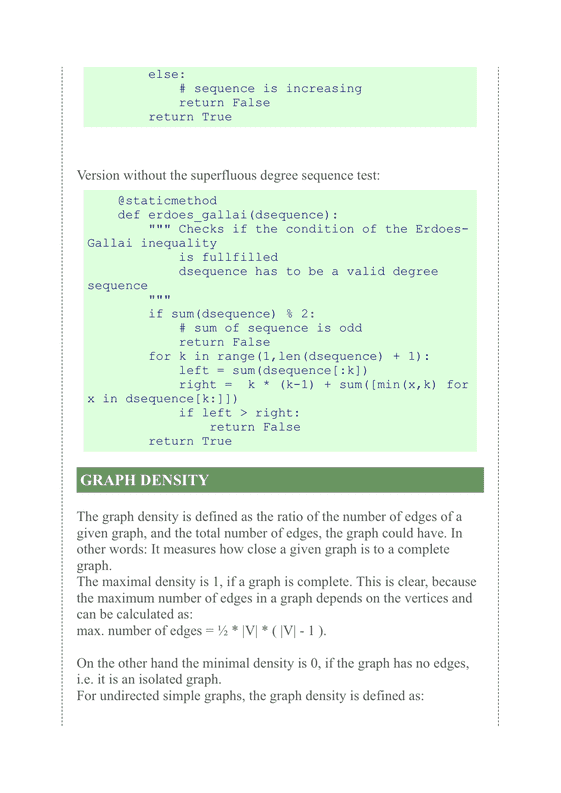 else:
# sequence is increasing
return False
return True
Version without the superfluous degree sequence test:
@staticmethod
def erdoes_gallai(dsequence):
""" Checks if the condition of the Erdoes-
Gallai inequality
is fullfilled
dsequence has to be a valid degree
sequence
"""
if sum(dsequence) % 2:
# sum of sequence is odd
return False
for k in range(1,len(dsequence) + 1):
left = sum(dsequence[:k])
right =  k * (k-1) + sum([min(x,k) for
x in dsequence[k:]])
if left > right:
return False
return True
GRAPH DENSITY
The graph density is defined as the ratio of the number of edges of a
given graph, and the total number of edges, the graph could have. In
other words: It measures how close a given graph is to a complete
graph.
The maximal density is 1, if a graph is complete. This is clear, because
the maximum number of edges in a graph depends on the vertices and
can be calculated as:
max. number of edges = ½ * |V| * ( |V| - 1 ).
On the other hand the minimal density is 0, if the graph has no edges,
i.e. it is an isolated graph.
For undirected simple graphs, the graph density is defined as: